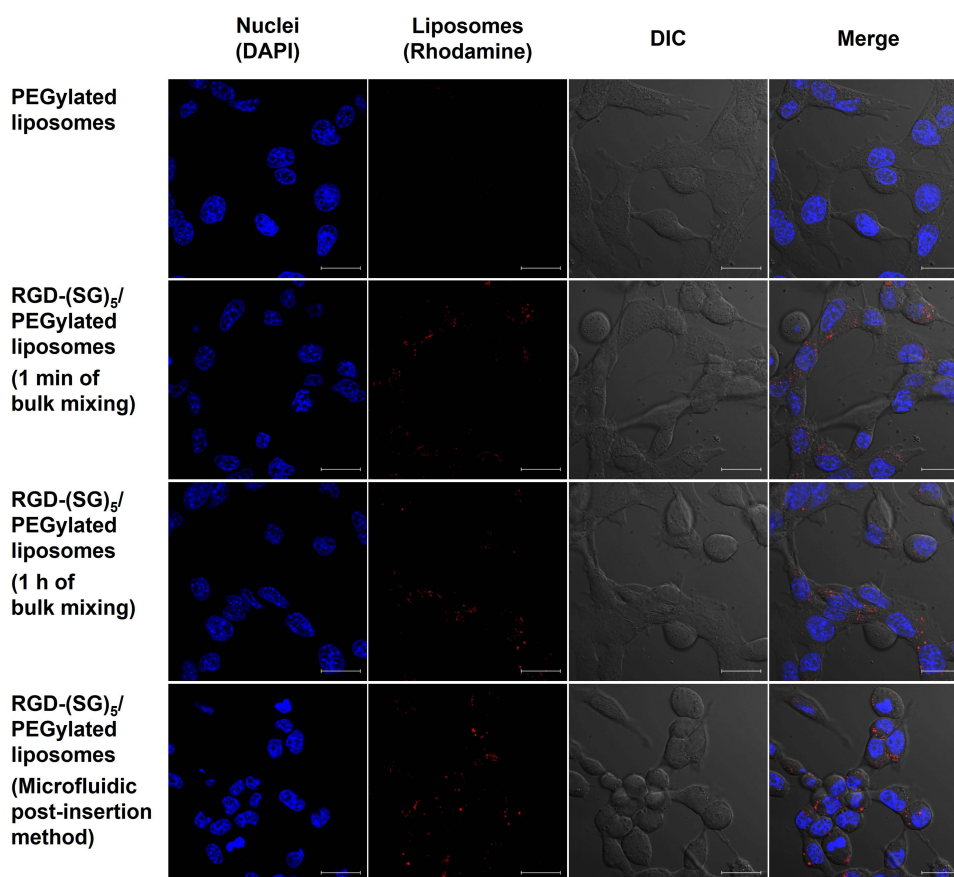 Nuclei
(DAPI)
Liposomes
(Rhodamine)
DIC
Merge
PEGylated
liposomes
RGD-(SG)₅/
PEGylated
liposomes
(1 min of
bulk mixing)
RGD-(SG)₅/
PEGylated
liposomes
(1 h of
bulk mixing)
RGD-(SG)₅/
PEGylated
liposomes
(Microfluidic
post-insertion
method)